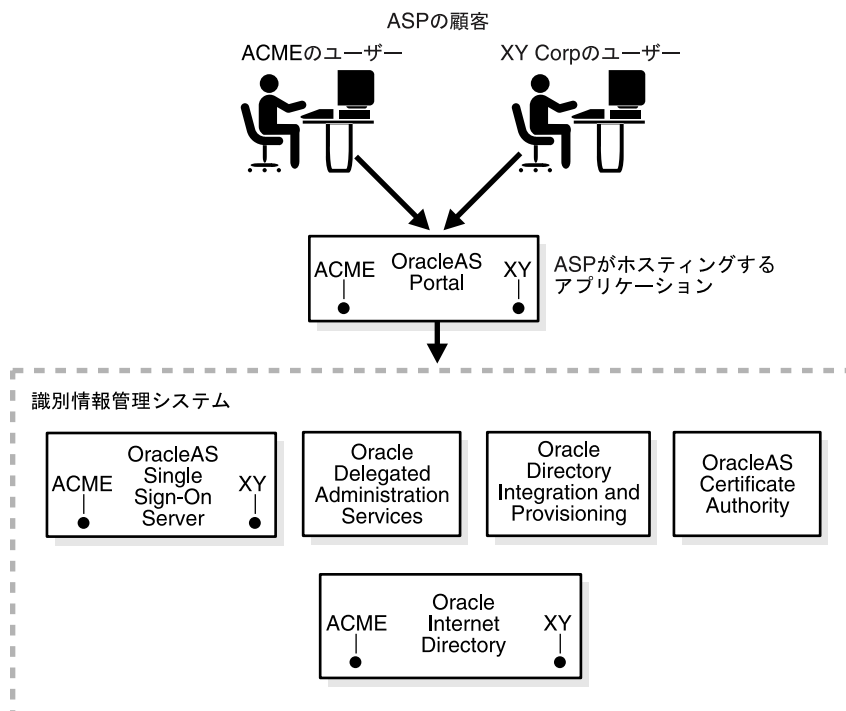 ASPの顧客
ACMEのユーザー
XY Corpのユーザー
ACME
OracleAS
Portal
XY
ASPがホスティングする
アプリケーション
識別情報管理システム
ACME
OracleAS
Single
Sign-On
Server
XY
Oracle
Delegated
Administration
Services
Oracle
Directory
Integration and
Provisioning
OracleAS
Certificate
Authority
ACME
Oracle
Internet
Directory
XY